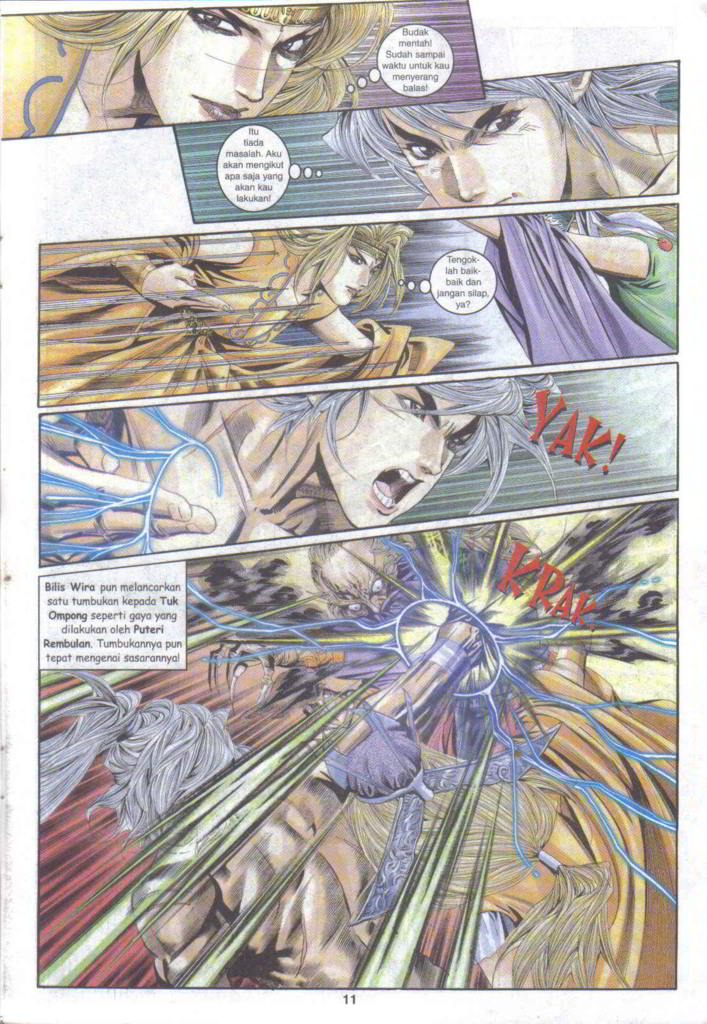 Budak
mentah!
Sudah sampai
waktu untuk kau
menyerang
balas!
Itu
tiada
masalah. Aku
akan mengikut
apa saja yang
akan kau
lakukan!
Tengok-
lah baik-
baik dan
jangan silap,
ya?
YAK!
KRAK
Bilis Wira pun melancarkan
satu tumbukan kepada Tuk
Ompong seperti gaya yang
dilakukan oleh Puteri
Rembulan. Tumbukannya pun
tepat mengenai sasarannya!
11